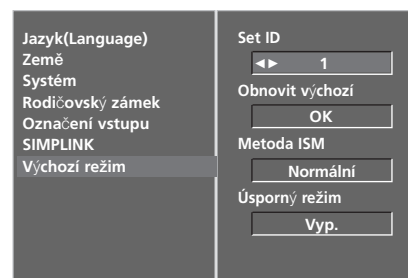 Jazyk(Language)
Země
Systém
Rodičovský zámek
Označení vstupu
SIMPLINK
Výchozí režim
Set ID
◄► 1
Obnovit výchozí
OK
Metoda ISM
Normální
Úsporný režim
Vyp.